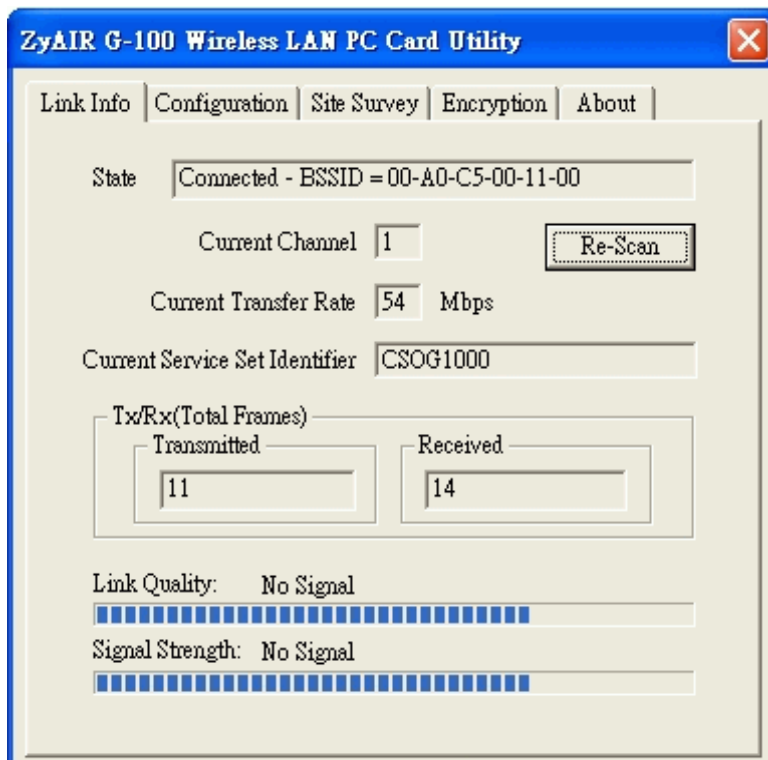 ZyAIR G-100 Wireless LAN PC Card Utility
Link Info Configuration Site Survey Encryption About
State Connected - BSSID = 00-A0-C5-00-11-00
Current Channel 1 Re-Scan
Current Transfer Rate 54 Mbps
Current Service Set Identifier CSOG1000
Tx/Rx(Total Frames)
Transmitted Received
11 14
Link Quality: No Signal
Signal Strength: No Signal